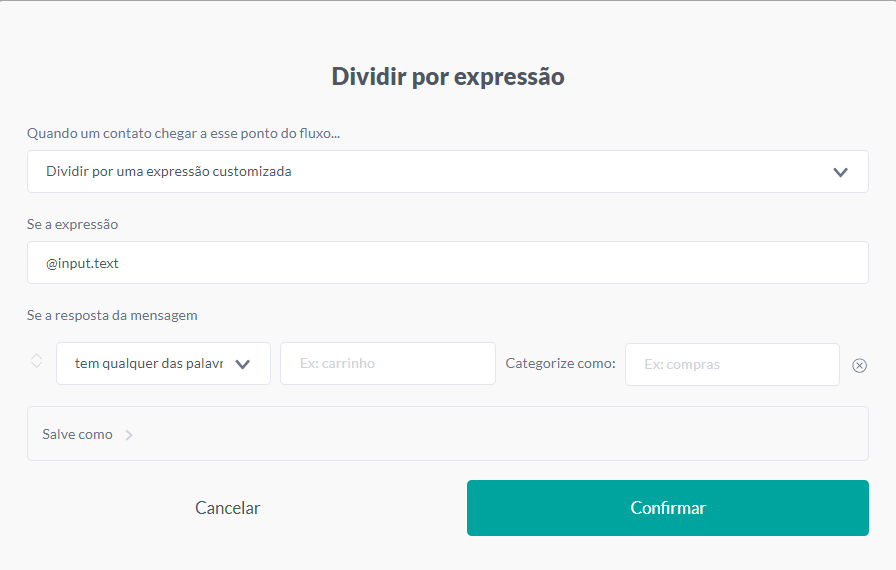 Dividir por expressão
Quando um contato chegar a esse ponto do fluxo...
Dividir por uma expressão customizada
Se a expressão
@input.text
Se a resposta da mensagem
tem qualquer das palavr Ex: carrinho Categorize como: Ex: compras
Salve como
Cancelar Confirmar